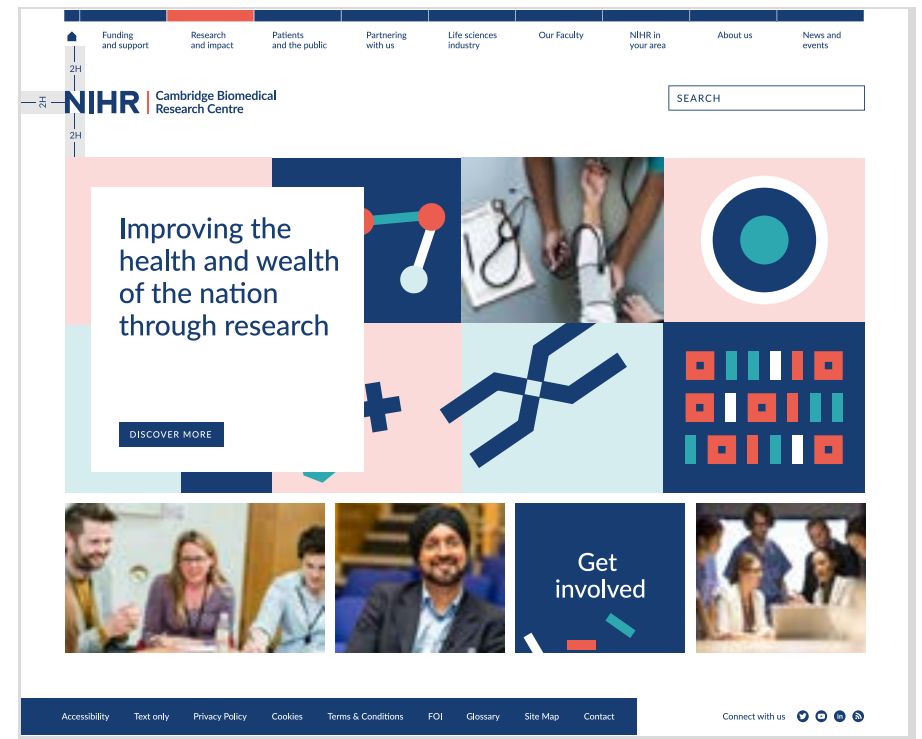 Funding
and support
Research
and impact
Patients
and the public
Partnering
with us
Life sciences
industry
Our Faculty
NIHR in
your area
About us
News and
events
2H
2H
NIHR
Cambridge Biomedical
Research Centre
SEARCH
2H
Improving the
health and wealth
of the nation
through research
DISCOVER MORE
Get
involved
Accessibility
Text only
Privacy Policy
Cookies
Terms & Conditions
FOI
Glossary
Site Map
Contact
Connect with us
in